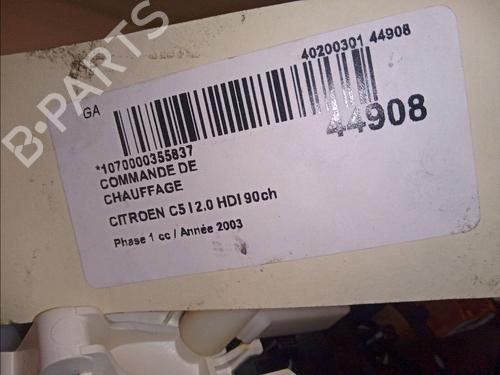 40200301 44908
GA
44908
*1070000355837
COMMANDE DE
CHAUFFAGE
CITROEN C5 I 2.0 HDI 90ch
Phase 1 cc / Année 2003
B-PARTS